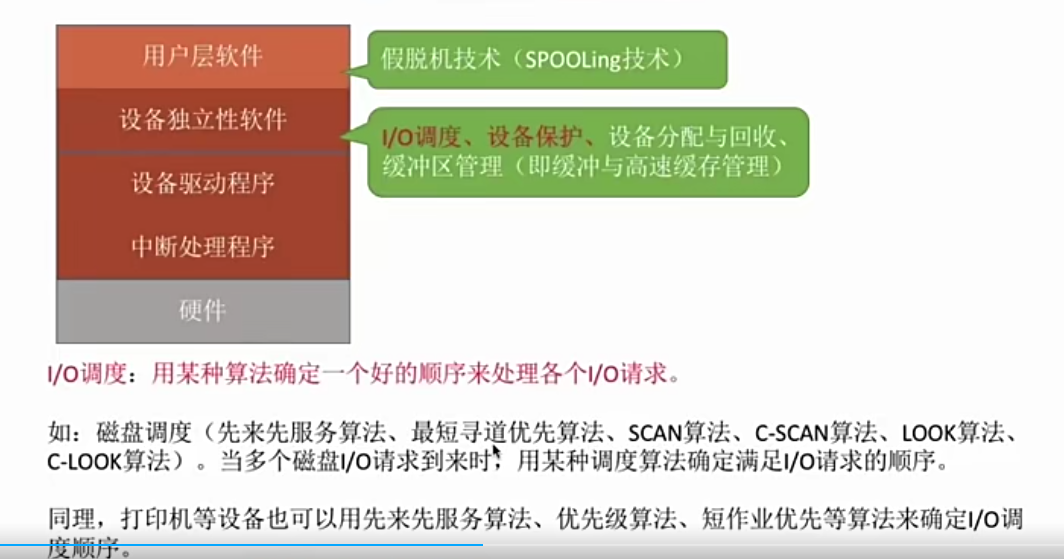 用户层软件
假脱机技术（SPOOLing技术）
设备独立性软件
I/O调度、设备保护、设备分配与回收、
缓冲区管理（即缓冲与高速缓存管理）
设备驱动程序
中断处理程序
硬件
I/O调度：用某种算法确定一个好的顺序来处理各个I/O请求。
如：磁盘调度（先来先服务算法、最短寻道优先算法、SCAN算法、C-SCAN算法、LOOK算法、
C-LOOK算法）。当多个磁盘I/O请求到来时，用某种调度算法确定满足I/O请求的顺序。
同理，打印机等设备也可以用先来先服务算法、优先级算法、短作业优先等算法来确定I/O调
度顺序。